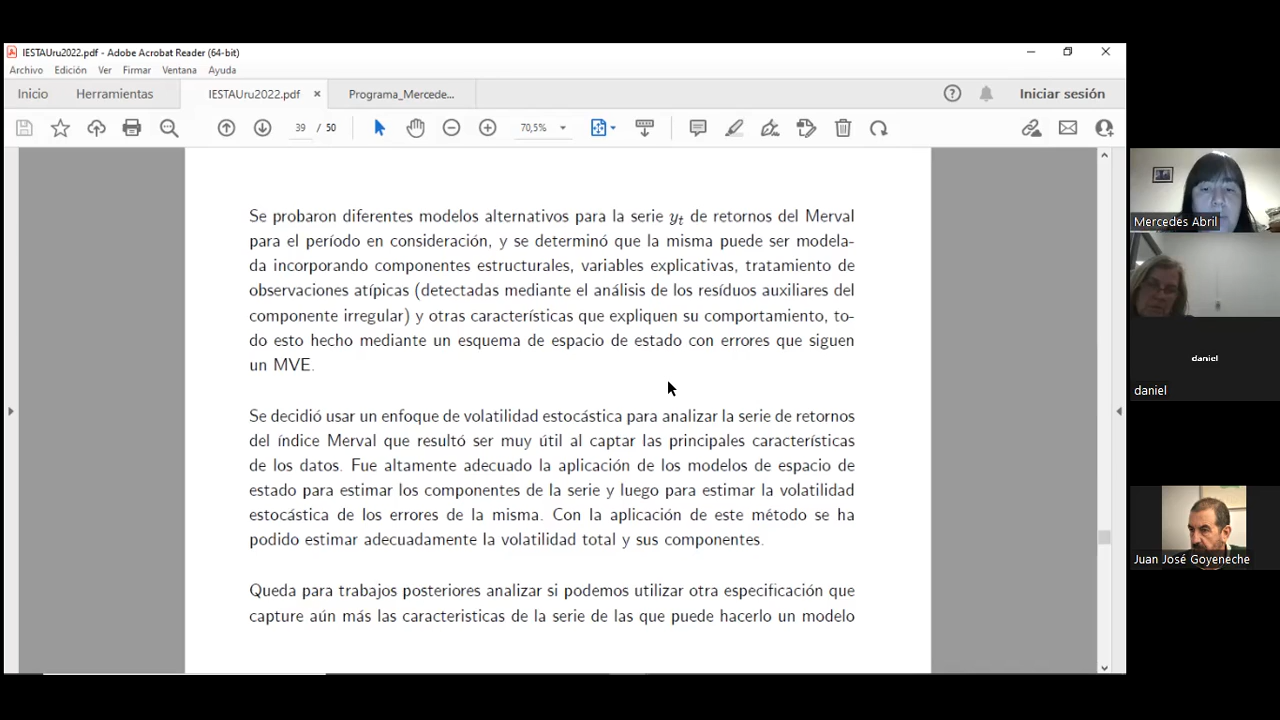 IESTAUru2022.pdf - Adobe Acrobat Reader (64-bit)
Archivo Edición Ver Firmar Ventana Ayuda
Inicio Herramientas IESTAUru2022.pdf × Programa_Mercede... Iniciar sesión
39 / 50 70,5%
Se probaron diferentes modelos alternativos para la serie yt de retornos del Merval
para el período en consideración, y se determinó que la misma puede ser modela-
da incorporando componentes estructurales, variables explicativas, tratamiento de
observaciones atípicas (detectadas mediante el análisis de los resíduos auxiliares del
componente irregular) y otras características que expliquen su comportamiento, to-
do esto hecho mediante un esquema de espacio de estado con errores que siguen
un MVE.
Se decidió usar un enfoque de volatilidad estocástica para analizar la serie de retornos
del índice Merval que resultó ser muy útil al captar las principales características
de los datos. Fue altamente adecuado la aplicación de los modelos de espacio de
estado para estimar los componentes de la serie y luego para estimar la volatilidad
estocástica de los errores de la misma. Con la aplicación de este método se ha
podido estimar adecuadamente la volatilidad total y sus componentes.
Queda para trabajos posteriores analizar si podemos utilizar otra especificación que
capture aún más las caracteristicas de la serie de las que puede hacerlo un modelo
Mercedes Abril
daniel
daniel
Juan José Goyeneche